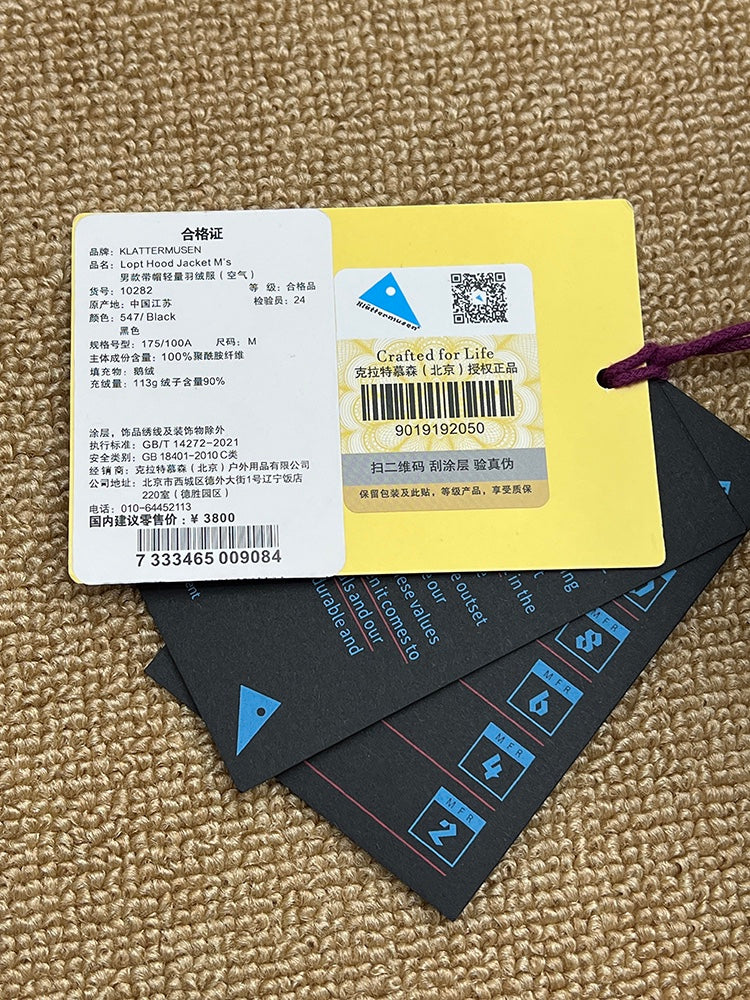 合格证
品牌: KLATTERMUSEN
品名: Lopt Hood Jacket M's
男款带帽轻量羽绒服（空气）
货号: 10282 等 级: 合格品
原产地: 中国江苏 检验员: 24
颜色: 547/ Black
黑色
规格号型: 175/100A 尺码: M
主体成份含量: 100%聚酰胺纤维
填充物: 鹅绒
充绒量: 113g 绒子含量90%
涂层，饰品绣线及装饰物除外
执行标准: GB/T 14272-2021
安全类别: GB 18401-2010 C类
经 销 商: 克拉特慕森（北京）户外用品有限公司
公司地址: 北京市西城区德外大街1号辽宁饭店
220室（德胜园区）
电话: 010-64452113
国内建议零售价: ¥ 3800
7 333465 009084
Klättermusen
Crafted for Life
克拉特慕森（北京）授权正品
9019192050
扫二维码 刮涂层 验真伪
保留包装及此贴，等级产品，享受质保
ent
durable and
ls and our
n it comes to
ese values
e our
e outset
in the
ng
MFR
8
MFR
6
MFR
4
MFR
2